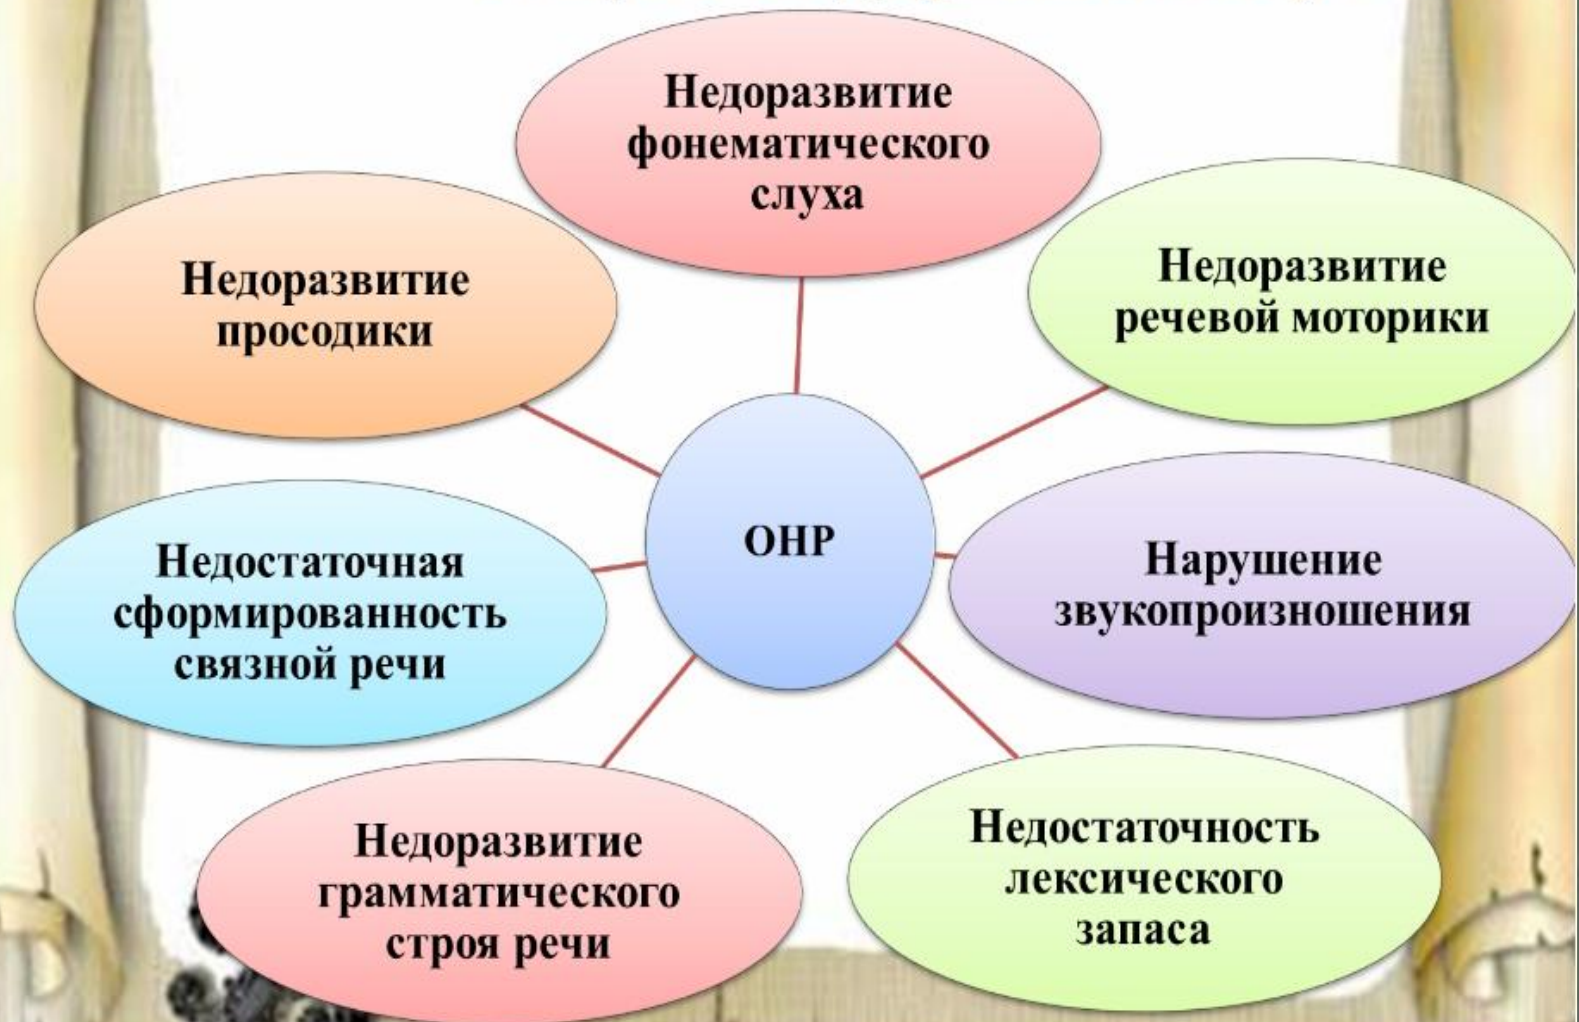 Недоразвитие
фонематического
слуха
Недоразвитие
речевой моторики
Недоразвитие
просодики
ОНР
Нарушение
звукопроизношения
Недостаточная
сформированность
связной речи
Недостаточность
лексического
запаса
Недоразвитие
грамматического
строя речи